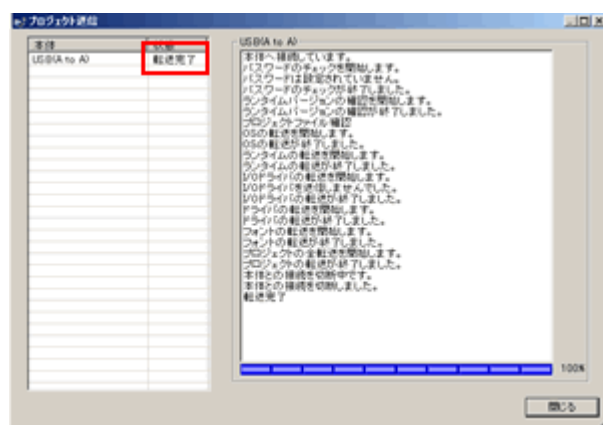 プロジェクト送信
本体 状態
USB(A to A) 転送完了
USB(A to A)
本体へ接続しています。
パスワードのチェックを開始します。
パスワードは設定されていません。
パスワードのチェックが終了しました。
ランタイムバージョンの確認を開始します。
ランタイムバージョンの確認が終了しました。
プロジェクトファイル確認
OSの転送を開始します。
OSの転送が終了しました。
ランタイムの転送を開始します。
ランタイムの転送が終了しました。
I/Oドライバの転送を開始します。
I/Oドライバを送信しませんでした。
ドライバの転送を開始します。
ドライバの転送が終了しました。
フォントの転送を開始します。
フォントの転送が終了しました。
プロジェクトの全転送を開始します。
プロジェクトの転送が終了しました。
本体との接続を切断中です。
本体との接続を切断しました。
転送完了
100%
閉じる